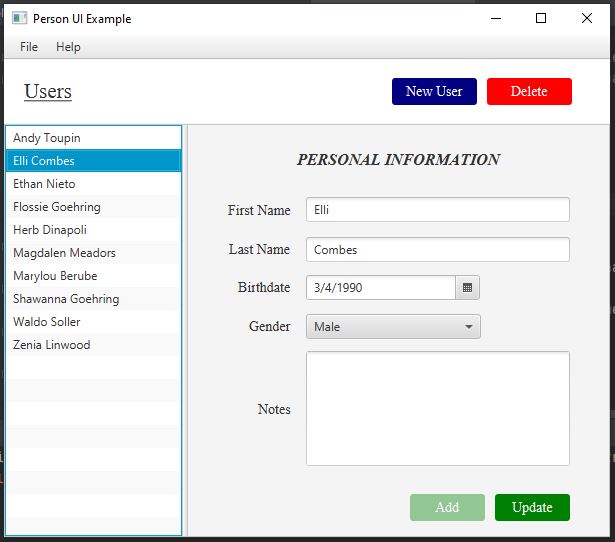 Person UI Example
File Help
Users
New User Delete
Andy Toupin
Elli Combes
Ethan Nieto
Flossie Goehring
Herb Dinapoli
Magdalen Meadors
Marylou Berube
Shawanna Goehring
Waldo Soller
Zenia Linwood
PERSONAL INFORMATION
First Name Elli
Last Name Combes
Birthdate 3/4/1990
Gender Male
Notes
Add Update